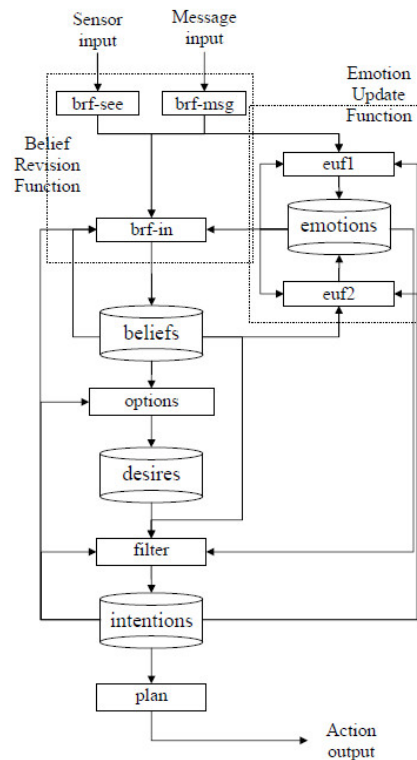 Sensor
input
Message
input
brf-see
brf-msg
Emotion
Update
Function
Belief
Revision
Function
euf1
brf-in
emotions
euf2
beliefs
options
desires
filter
intentions
plan
Action
output